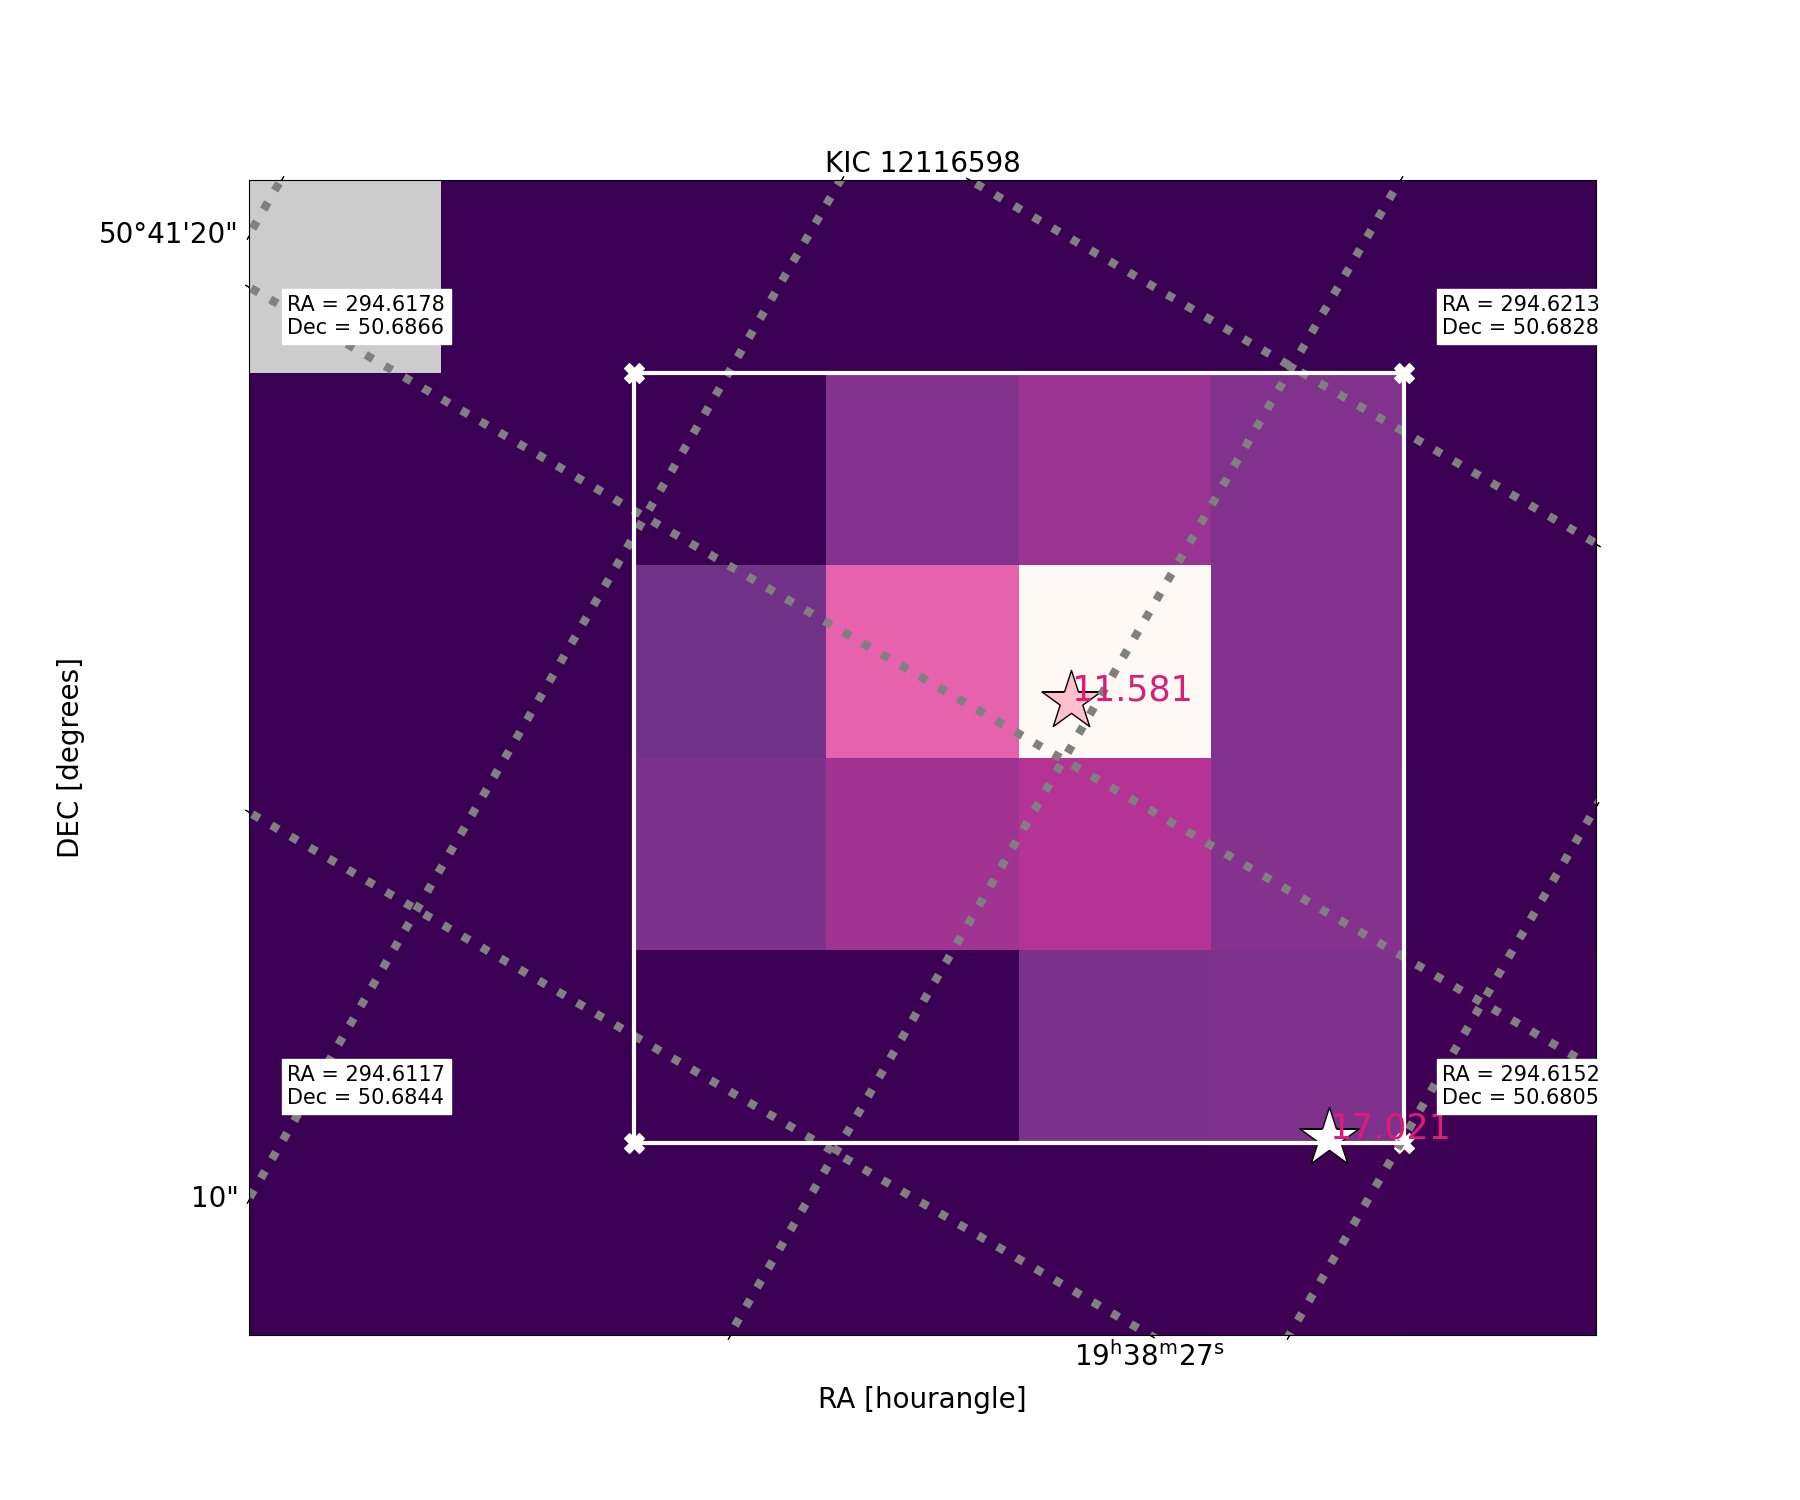 KIC 12116598
50°41'20"
RA = 294.6178
Dec = 50.6866
RA = 294.6213
Dec = 50.6828
11.581
DEC [degrees]
RA = 294.6117
Dec = 50.6844
RA = 294.6152
Dec = 50.6805
17.021
10"
19h38m27s
RA [hourangle]